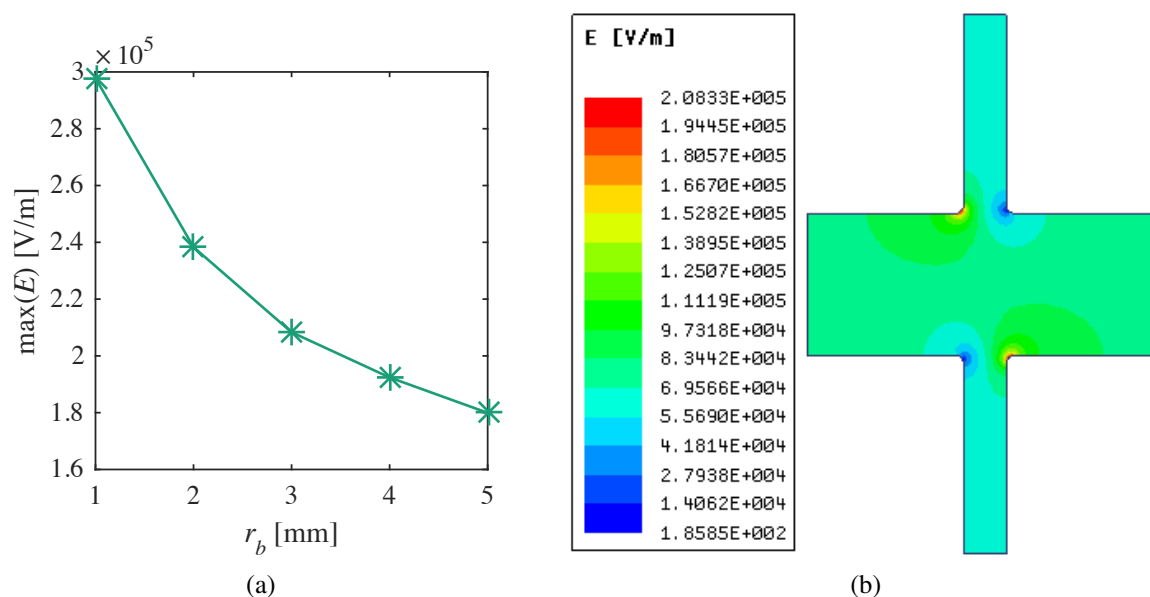 ×10^5
3
2.8
2.6
2.4
2.2
2
1.8
1.6
max(E) [V/m]
1 2 3 4 5
r_b [mm]
(a)
E [V/m]
2.0833E+005
1.9445E+005
1.8057E+005
1.6670E+005
1.5282E+005
1.3895E+005
1.2507E+005
1.1119E+005
9.7318E+004
8.3442E+004
6.9566E+004
5.5690E+004
4.1814E+004
2.7938E+004
1.4062E+004
1.8585E+002
(b)